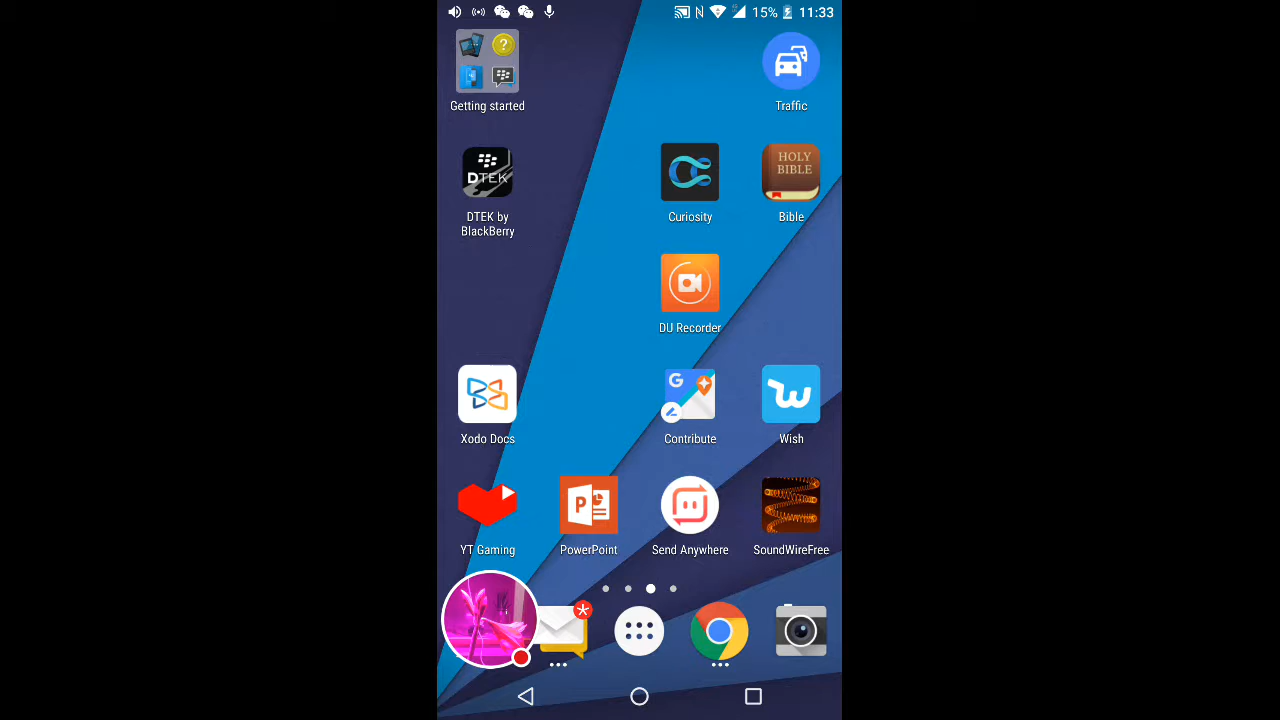 15% 11:33
Getting started
Traffic
DTEK
HOLY
BIBLE
DTEK by
BlackBerry
Curiosity
Bible
DU Recorder
G
Xodo Docs
Contribute
Wish
P
YT Gaming
PowerPoint
Send Anywhere
SoundWireFree